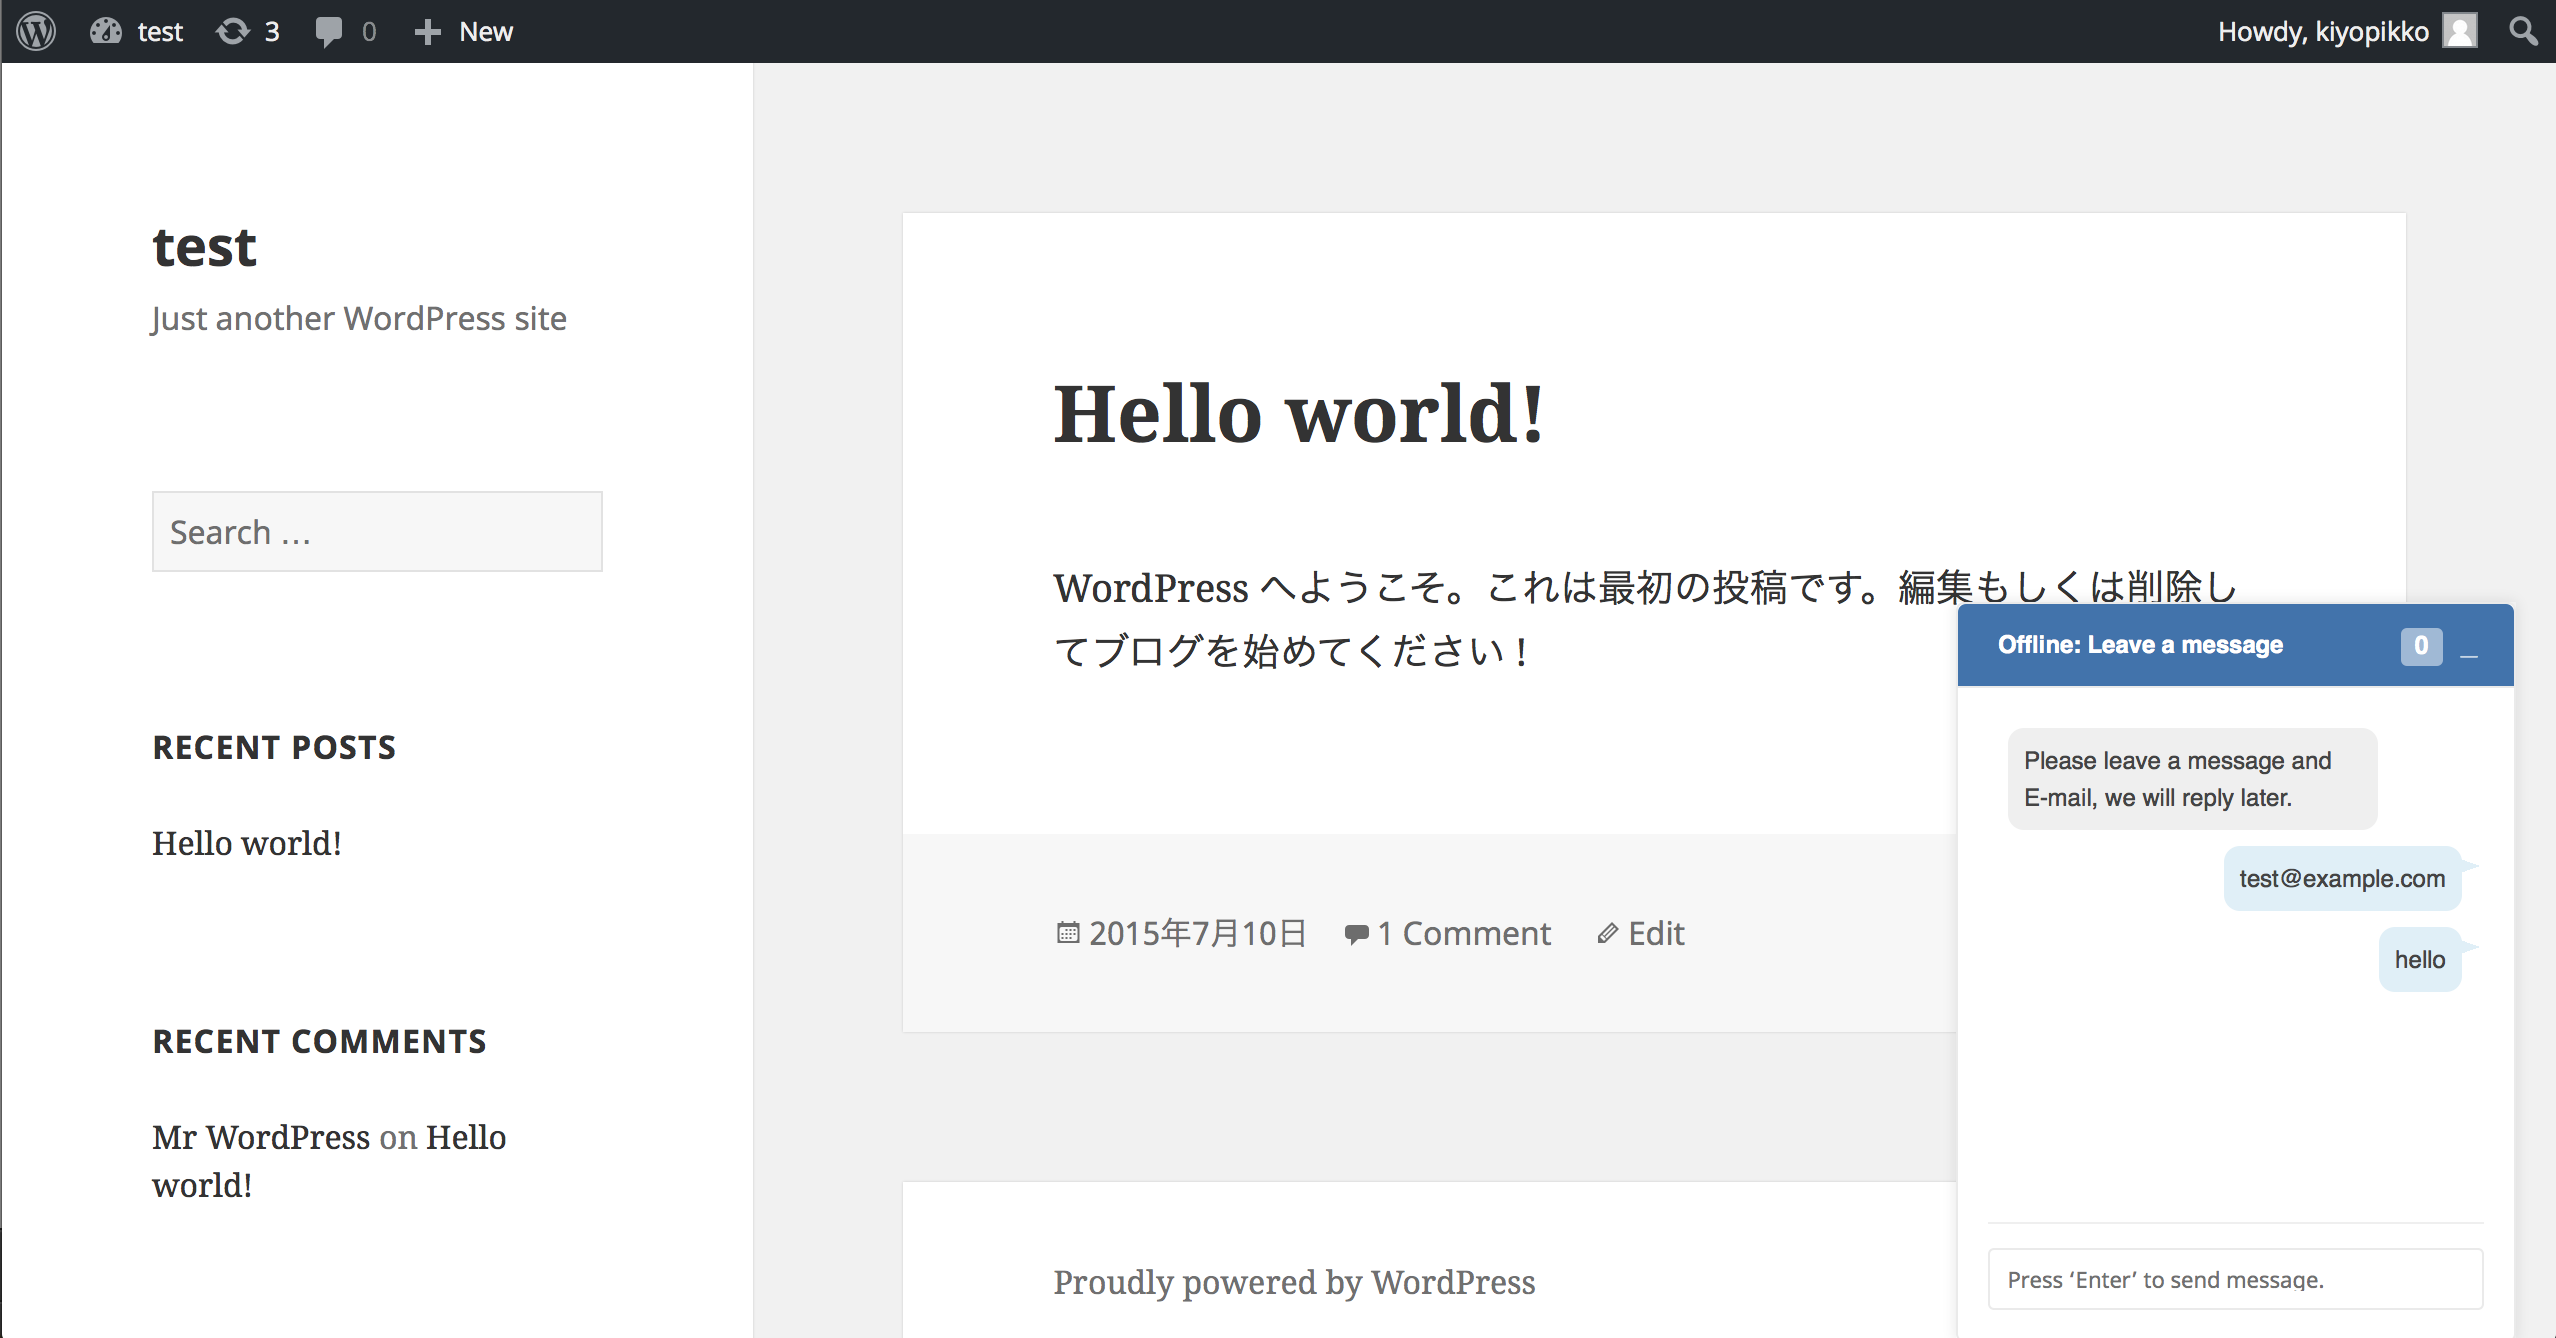 test 3 0 New Howdy, kiyopikko
test
Just another WordPress site
Search …
RECENT POSTS
Hello world!
RECENT COMMENTS
Mr WordPress on Hello
world!
Hello world!
WordPress へようこそ。これは最初の投稿です。編集もしくは削除し
てブログを始めてください !
2015年7月10日 1 Comment Edit
Proudly powered by WordPress
Offline: Leave a message 0 _
Please leave a message and
E-mail, we will reply later.
test@example.com
hello
Press ‘Enter’ to send message.